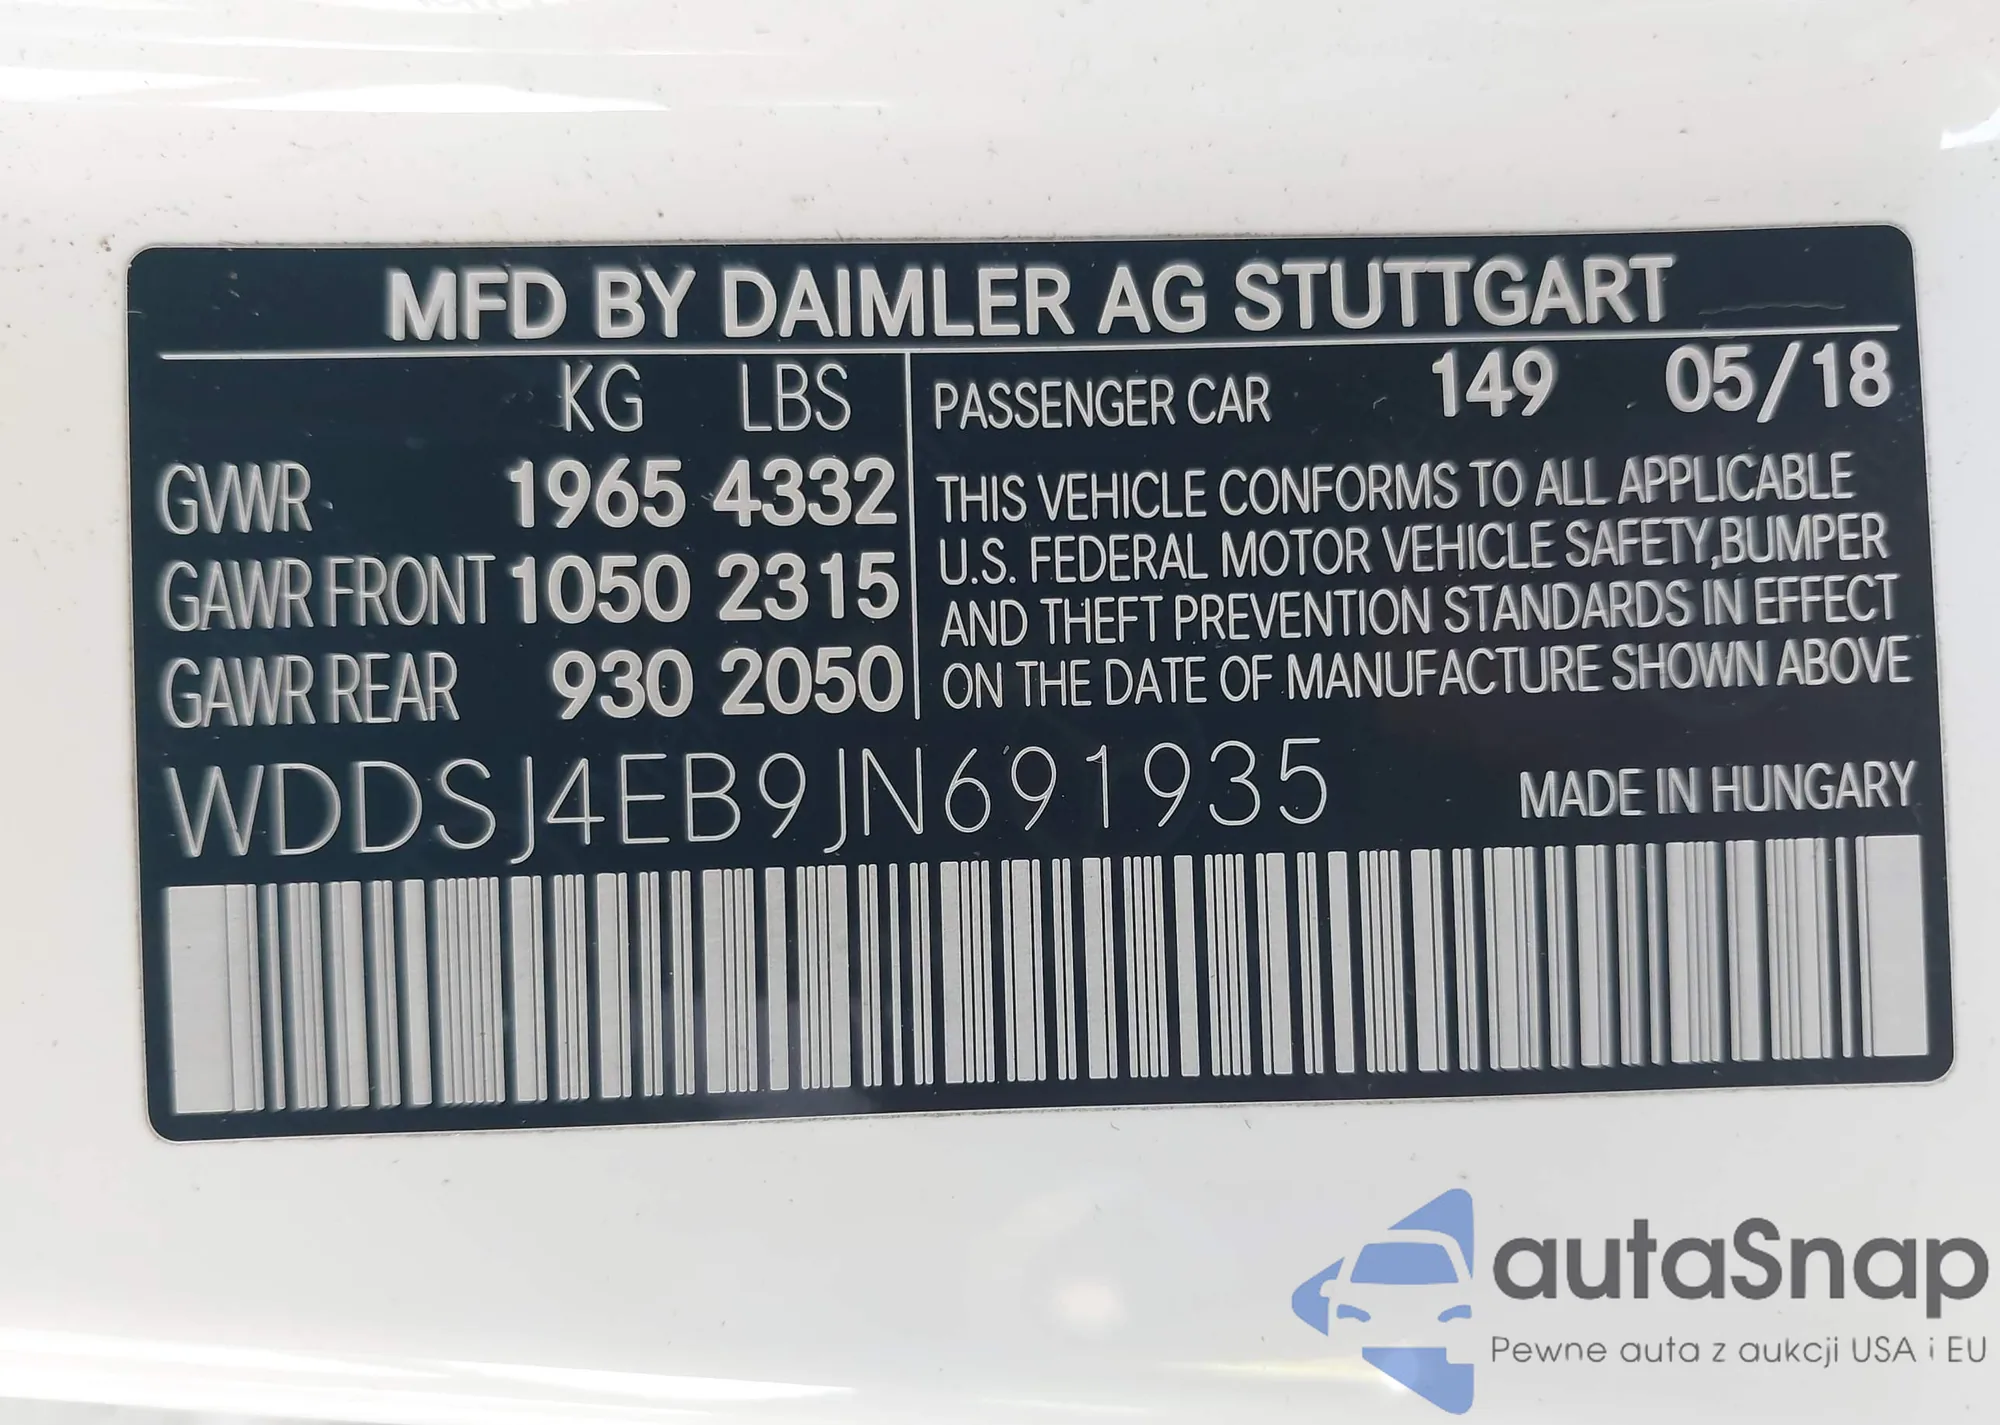 MFD BY DAIMLER AG STUTTGART
KG LBS
GVWR 1965 4332
GAWR FRONT 1050 2315
GAWR REAR 930 2050
PASSENGER CAR 149 05/18
THIS VEHICLE CONFORMS TO ALL APPLICABLE
U.S. FEDERAL MOTOR VEHICLE SAFETY,BUMPER
AND THEFT PREVENTION STANDARDS IN EFFECT
ON THE DATE OF MANUFACTURE SHOWN ABOVE
WDDSJ4EB9JN691935
MADE IN HUNGARY
autaSnap
Pewne auta z aukcji USA i EU